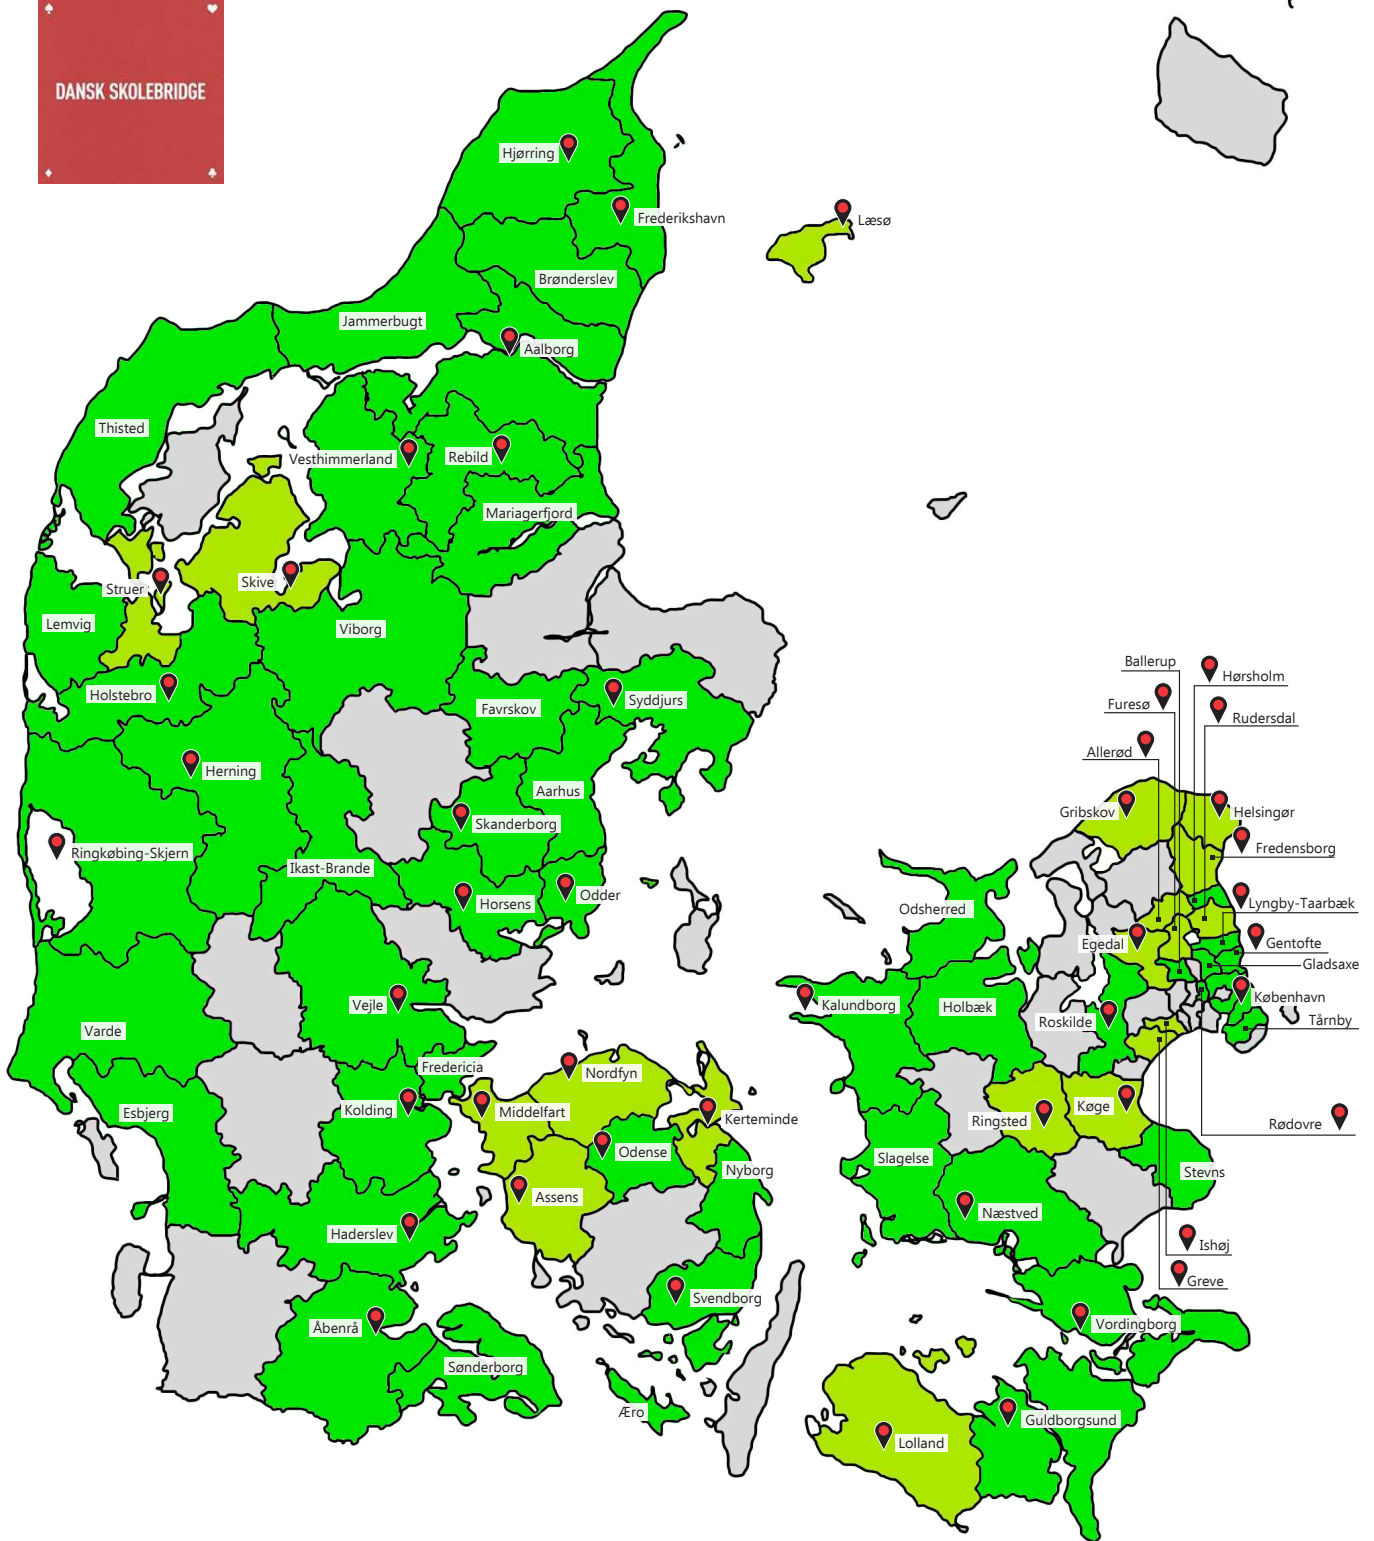 DANSK SKOLEBRIDGE
Hjørring
Frederikshavn
Læsø
Brønderslev
Jammerbugt
Aalborg
Thisted
Vesthimmerland
Rebild
Mariagerfjord
Struer
Skive
Lemvig
Viborg
Holstebro
Favrskov
Syddjurs
Herning
Aarhus
Skanderborg
Ringkøbing-Skjern
Ikast-Brande
Horsens
Odder
Vejle
Varde
Fredericia
Esbjerg
Kolding
Nordfyn
Middelfart
Kerteminde
Odense
Nyborg
Assens
Haderslev
Svendborg
Åbenrå
Sønderborg
Ærø
Ballerup
Hørsholm
Furesø
Rudersdal
Allerød
Gribskov
Helsingør
Fredensborg
Odsherred
Lyngby-Taarbæk
Egedal
Gentofte
Gladsaxe
Kalundborg
Holbæk
København
Roskilde
Tårnby
Ringsted
Køge
Rødovre
Slagelse
Stevns
Næstved
Ishøj
Greve
Vordingborg
Guldborgsund
Lolland